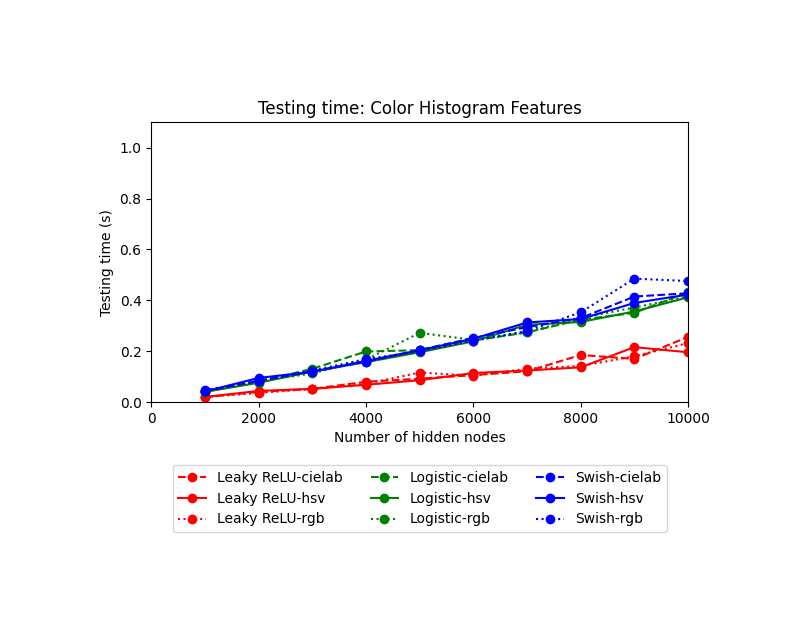 Testing time: Color Histogram Features
1.0
0.8
0.6
0.4
0.2
0.0
Testing time (s)
0 2000 4000 6000 8000 10000
Number of hidden nodes
Leaky ReLU-cielab Logistic-cielab Swish-cielab
Leaky ReLU-hsv Logistic-hsv Swish-hsv
Leaky ReLU-rgb Logistic-rgb Swish-rgb